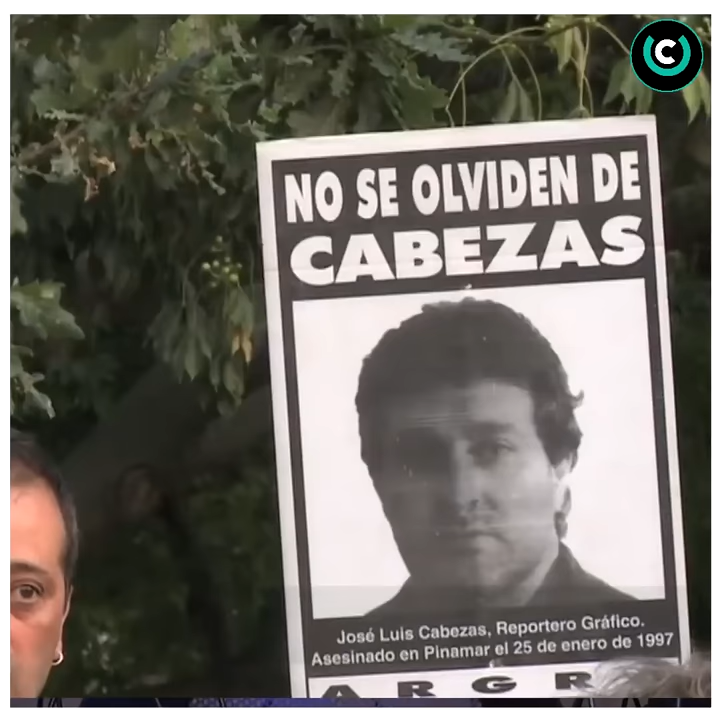 C
NO SE OLVIDEN DE
CABEZAS
José Luis Cabezas, Reportero Gráfico.
Asesinado en Pinamar el 25 de enero de 1997
A R G R